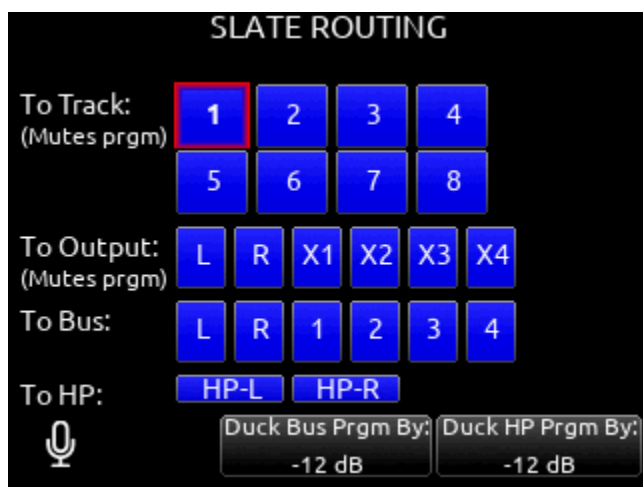 SLATE ROUTING
To Track: 1 2 3 4
(Mutes prgm)
5 6 7 8
To Output: L R X1 X2 X3 X4
(Mutes prgm)
To Bus: L R 1 2 3 4
To HP: HP-L HP-R
Duck Bus Prgm By: Duck HP Prgm By:
-12 dB -12 dB